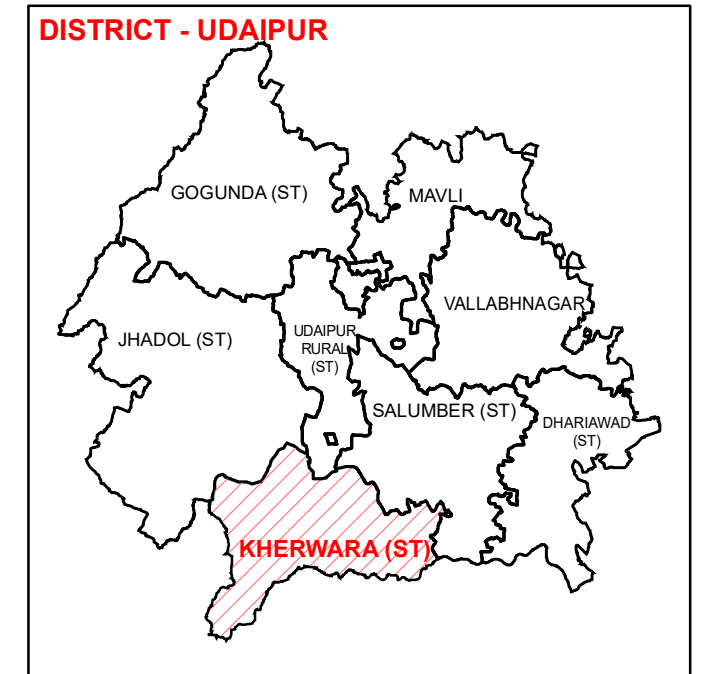 DISTRICT - UDAIPUR
GOGUNDA (ST)
MAVLI
VALLABHNAGAR
JHADOL (ST)
UDAIPUR
RURAL
(ST)
SALUMBER (ST)
DHARIAWAD
(ST)
KHERWARA (ST)